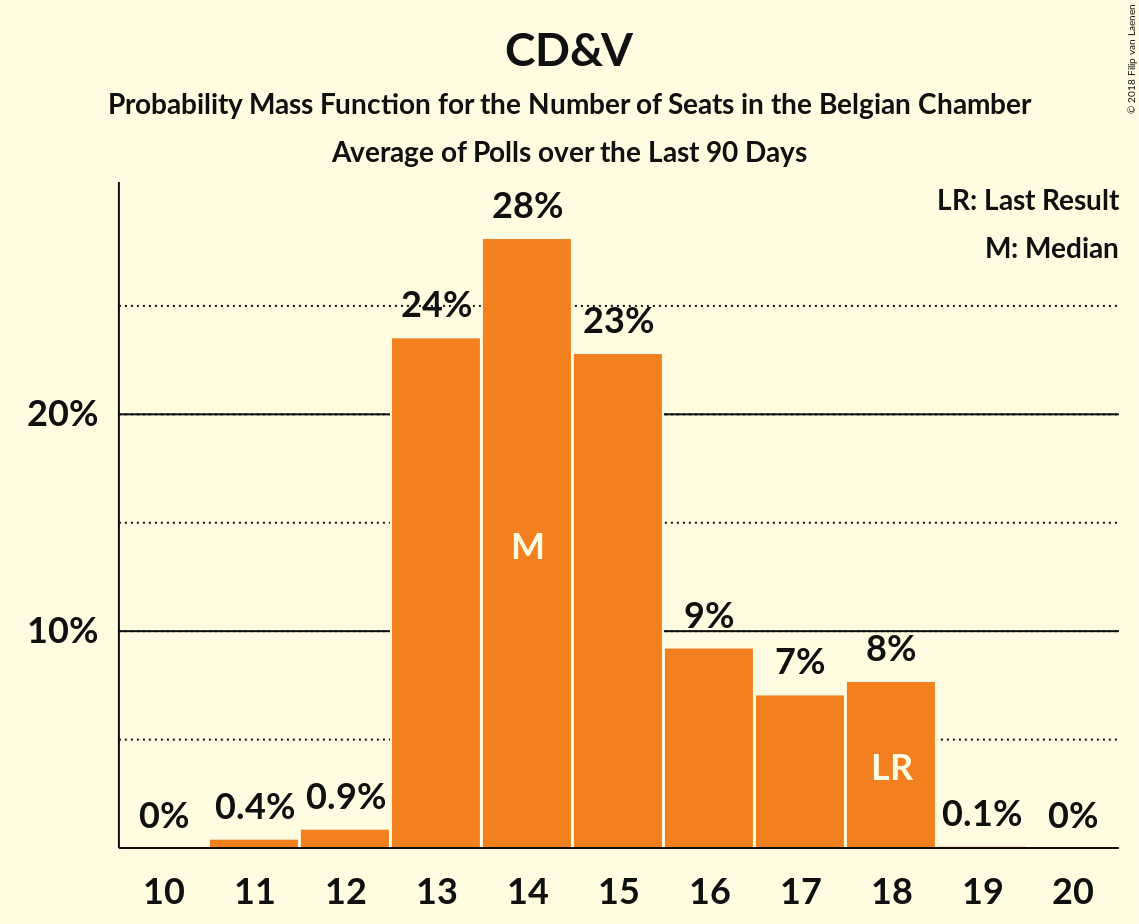 CD&V
Probability Mass Function for the Number of Seats in the Belgian Chamber
Average of Polls over the Last 90 Days
© 2018 Filip van Laenen
LR: Last Result
M: Median
28%
24%
23%
20%
M
10%
9%
7%
8%
LR
0%
0.4%
0.9%
0.1%
0%
10 11 12 13 14 15 16 17 18 19 20